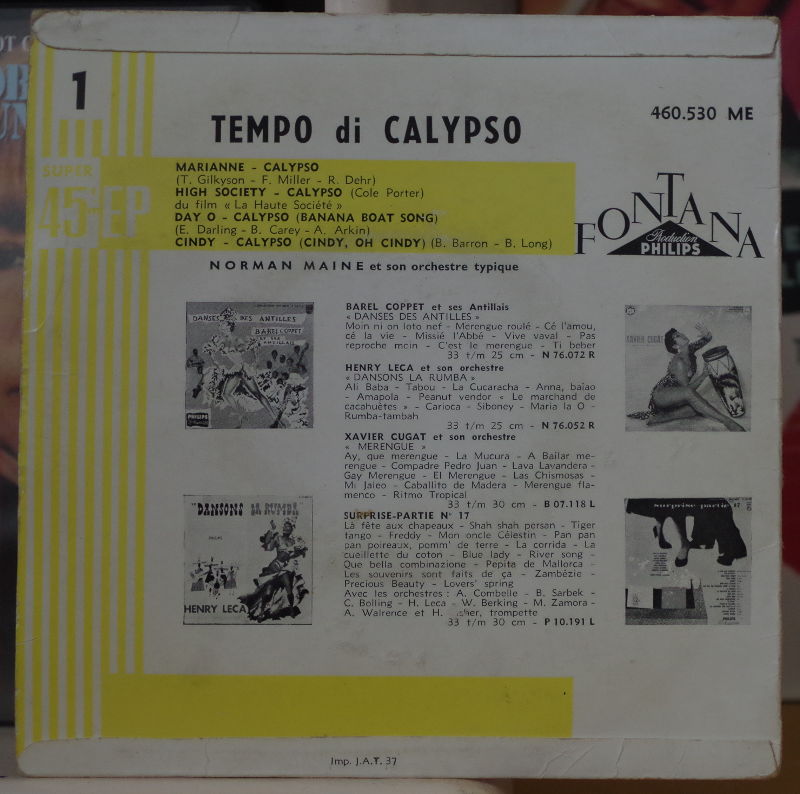 1
TEMPO di CALYPSO
460.530 ME
SUPER
45-EP
MARIANNE - CALYPSO
(T. Gilkyson - F. Miller - R. Dehr)
HIGH SOCIETY - CALYPSO (Cole Porter)
du film « La Haute Société »
DAY O - CALYPSO (BANANA BOAT SONG)
(E. Darling - B. Carey - A. Arkin)
CINDY - CALYPSO (CINDY, OH CINDY) (B. Barron - B. Long)
FONTANA
Production
PHILIPS
NORMAN MAINE et son orchestre typique
DANSES DES ANTILLES
BAREL COPPET
ET SES ANTILLAIS
PHILIPS
BAREL COPPET et ses Antillais
« DANSES DES ANTILLES »
Moin ni on loto nef - Merengue roulé - Cé l'amou,
cé la vie - Missié l'Abbé - Vive vaval - Pas
reproche moin - C'est le merengue - Ti beber
33 t/m 25 cm - N 76.072 R
HENRY LECA et son orchestre
« DANSONS LA RUMBA »
Ali Baba - Tabou - La Cucaracha - Anna, baïao
- Amapola - Peanut vendor « Le marchand de
cacahuètes » - Carioca - Siboney - Maria la O -
Rumba-tambah
33 t/m 25 cm - N 76.052 R
XAVIER CUGAT et son orchestre
« MERENGUE »
Ay, que merengue - La Mucura - A Bailar me-
rengue - Compadre Pedro Juan - Lava Lavandera -
Gay Merengue - El Merengue - Las Chismosas -
Mi Jaleo - Caballito de Madera - Merengue fla-
menco - Ritmo Tropical
33 t/m 30 cm - B 07.118 L
SURPRISE-PARTIE N° 17
Là fête aux chapeaux - Shah shah persan - Tiger
tango - Freddy - Mon oncle Célestin - Pan pan
pan poireaux, pomm' de terre - La corrida - La
cueillette du coton - Blue lady - River song -
Que bella combinazione - Pepita de Mallorca -
Les souvenirs sont faits de ça - Zambézie -
Precious Beauty - Lovers' spring
Avec les orchestres : A. Combelle - B. Sarbek -
C. Bolling - H. Leca - W. Berking - M. Zamora -
A. Walrence et H. trompette
33 t/m 30 cm - P 10.191 L
XAVIER CUGAT
DANSONS LA RUMBA
PHILIPS
HENRY LECA
surprise-partie 17
Imp. J.A.T. 37